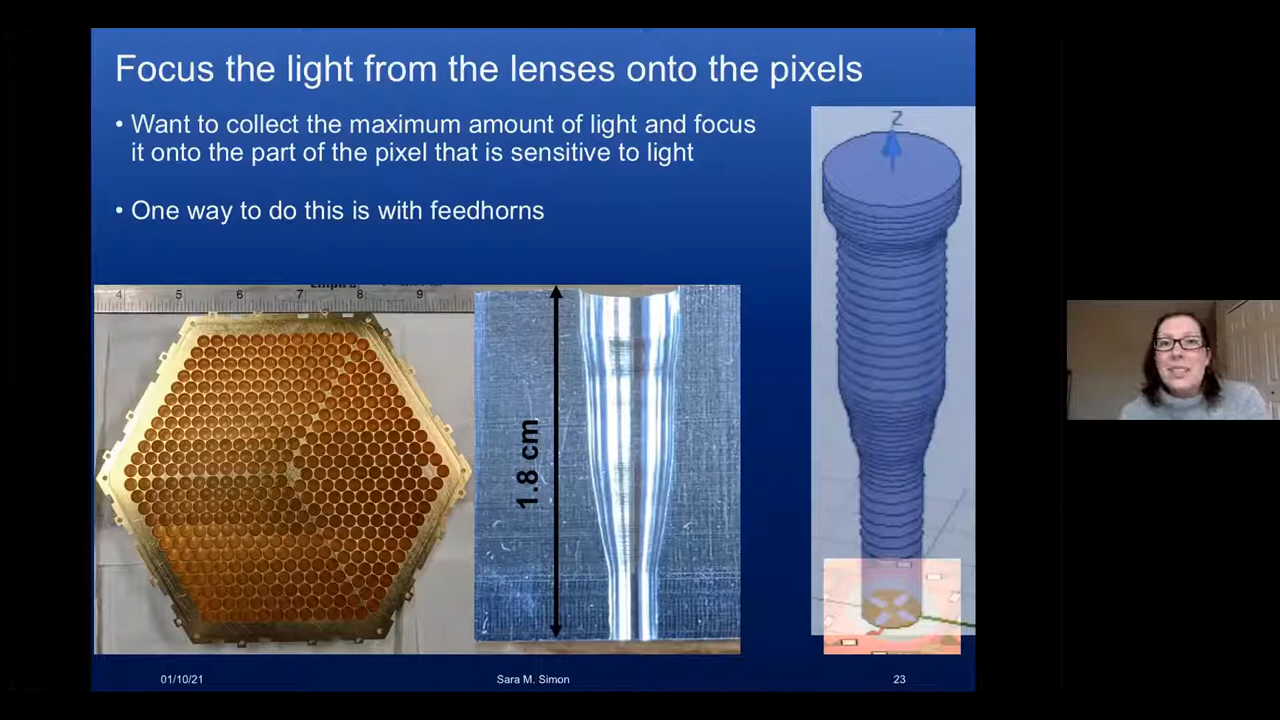 Focus the light from the lenses onto the pixels
• Want to collect the maximum amount of light and focus
it onto the part of the pixel that is sensitive to light
• One way to do this is with feedhorns
Z
4 5 6 7 8 9
1.8 cm
01/10/21 Sara M. Simon 23